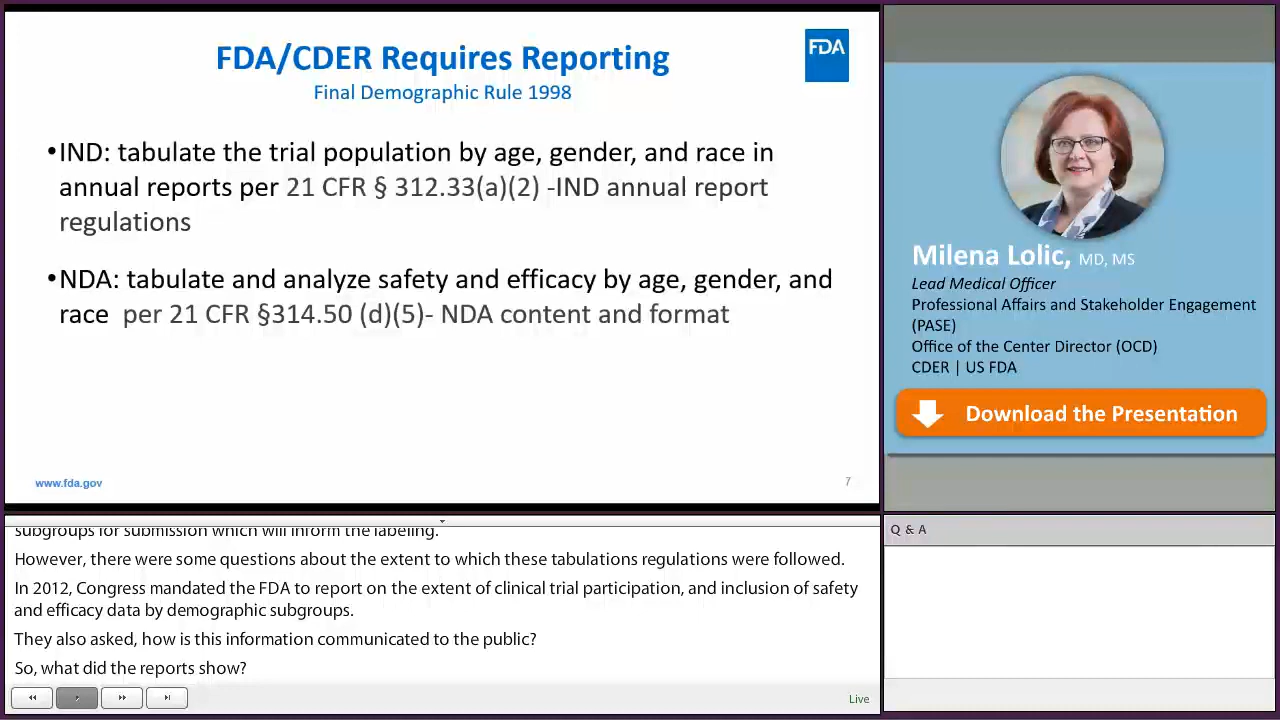 FDA/CDER Requires Reporting
Final Demographic Rule 1998
FDA
•IND: tabulate the trial population by age, gender, and race in
annual reports per 21 CFR § 312.33(a)(2) -IND annual report
regulations
•NDA: tabulate and analyze safety and efficacy by age, gender, and
race per 21 CFR §314.50 (d)(5)- NDA content and format
www.fda.gov
7
Milena Lolic, MD, MS
Lead Medical Officer
Professional Affairs and Stakeholder Engagement
(PASE)
Office of the Center Director (OCD)
CDER | US FDA
Download the Presentation
subgroups for submission which will inform the labeling.
However, there were some questions about the extent to which these tabulations regulations were followed.
In 2012, Congress mandated the FDA to report on the extent of clinical trial participation, and inclusion of safety
and efficacy data by demographic subgroups.
They also asked, how is this information communicated to the public?
So, what did the reports show?
Live
Q & A